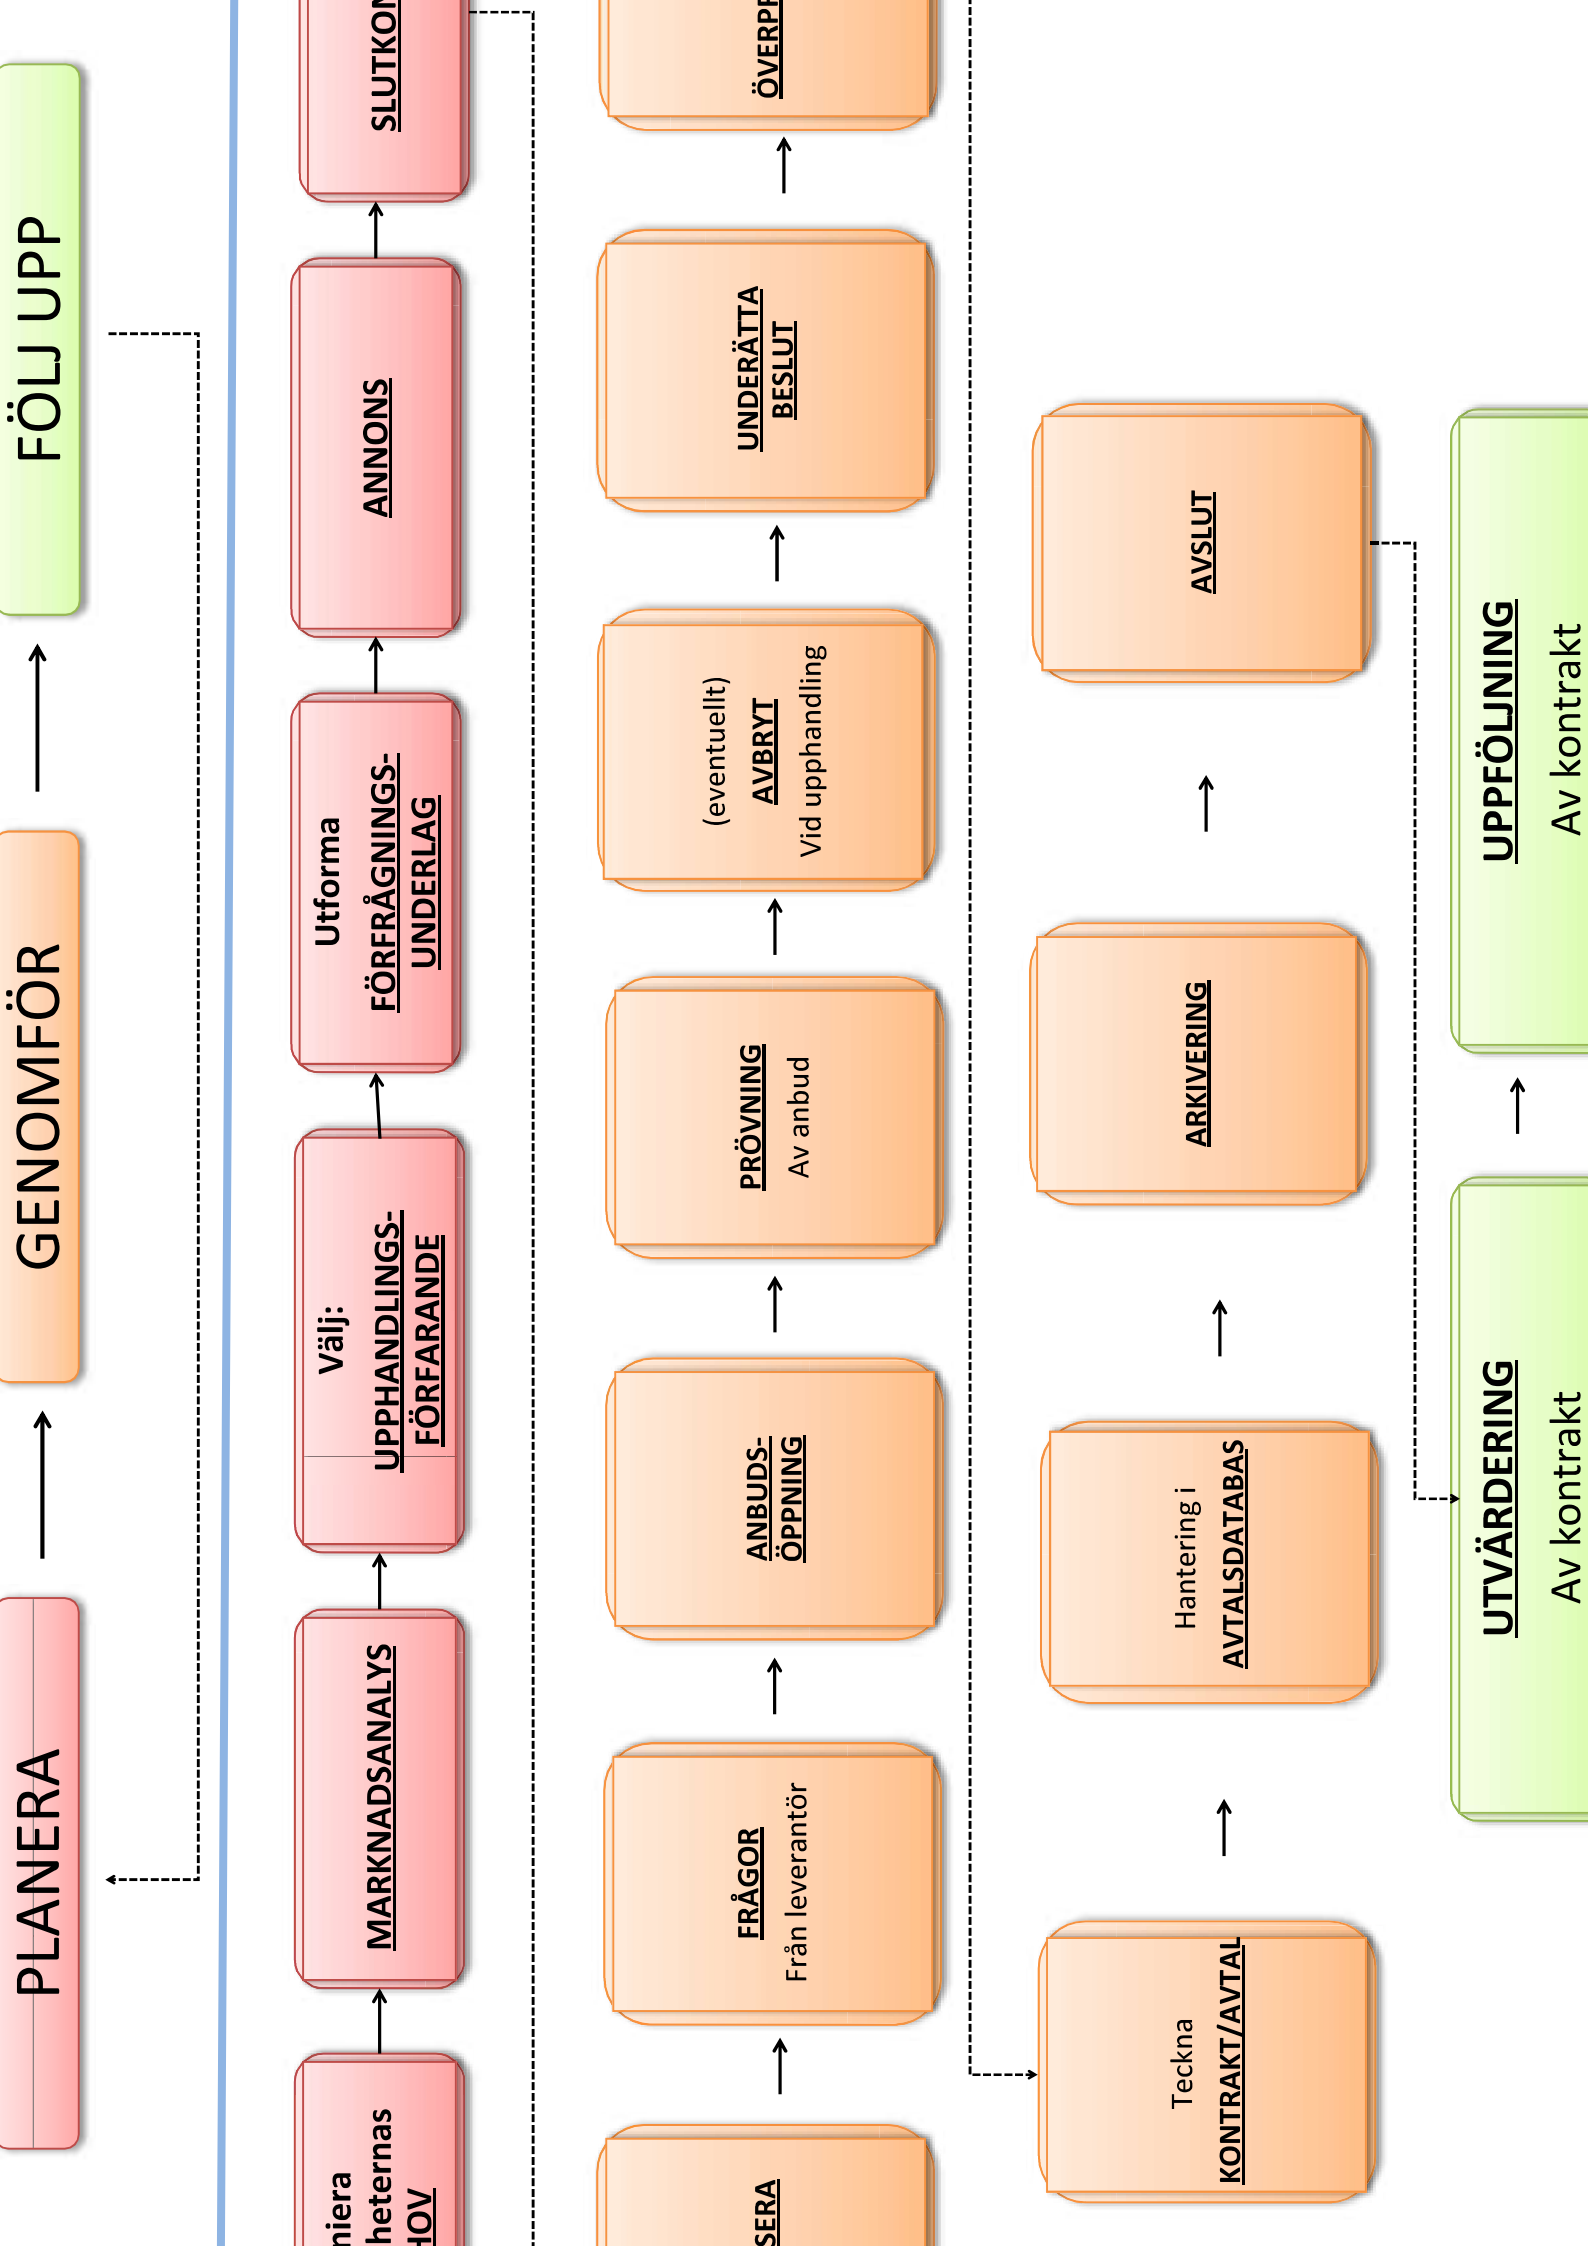 PLANERA
GENOMFÖR
FÖLJ UPP
MARKNADSANALYS
Välj:
UPPHANDLINGS-
FÖRFARANDE
Utforma
FÖRFRÅGNINGS-
UNDERLAG
ANNONS
FRÅGOR
Från leverantör
ANBUDS-
ÖPPNING
PRÖVNING
Av anbud
(eventuellt)
AVBRYT
Vid upphandling
UNDERÄTTA
BESLUT
Teckna
KONTRAKT/AVTAL
Hantering i
AVTALSDATABAS
ARKIVERING
AVSLUT
UTVÄRDERING
Av kontrakt
UPPFÖLJNING
Av kontrakt